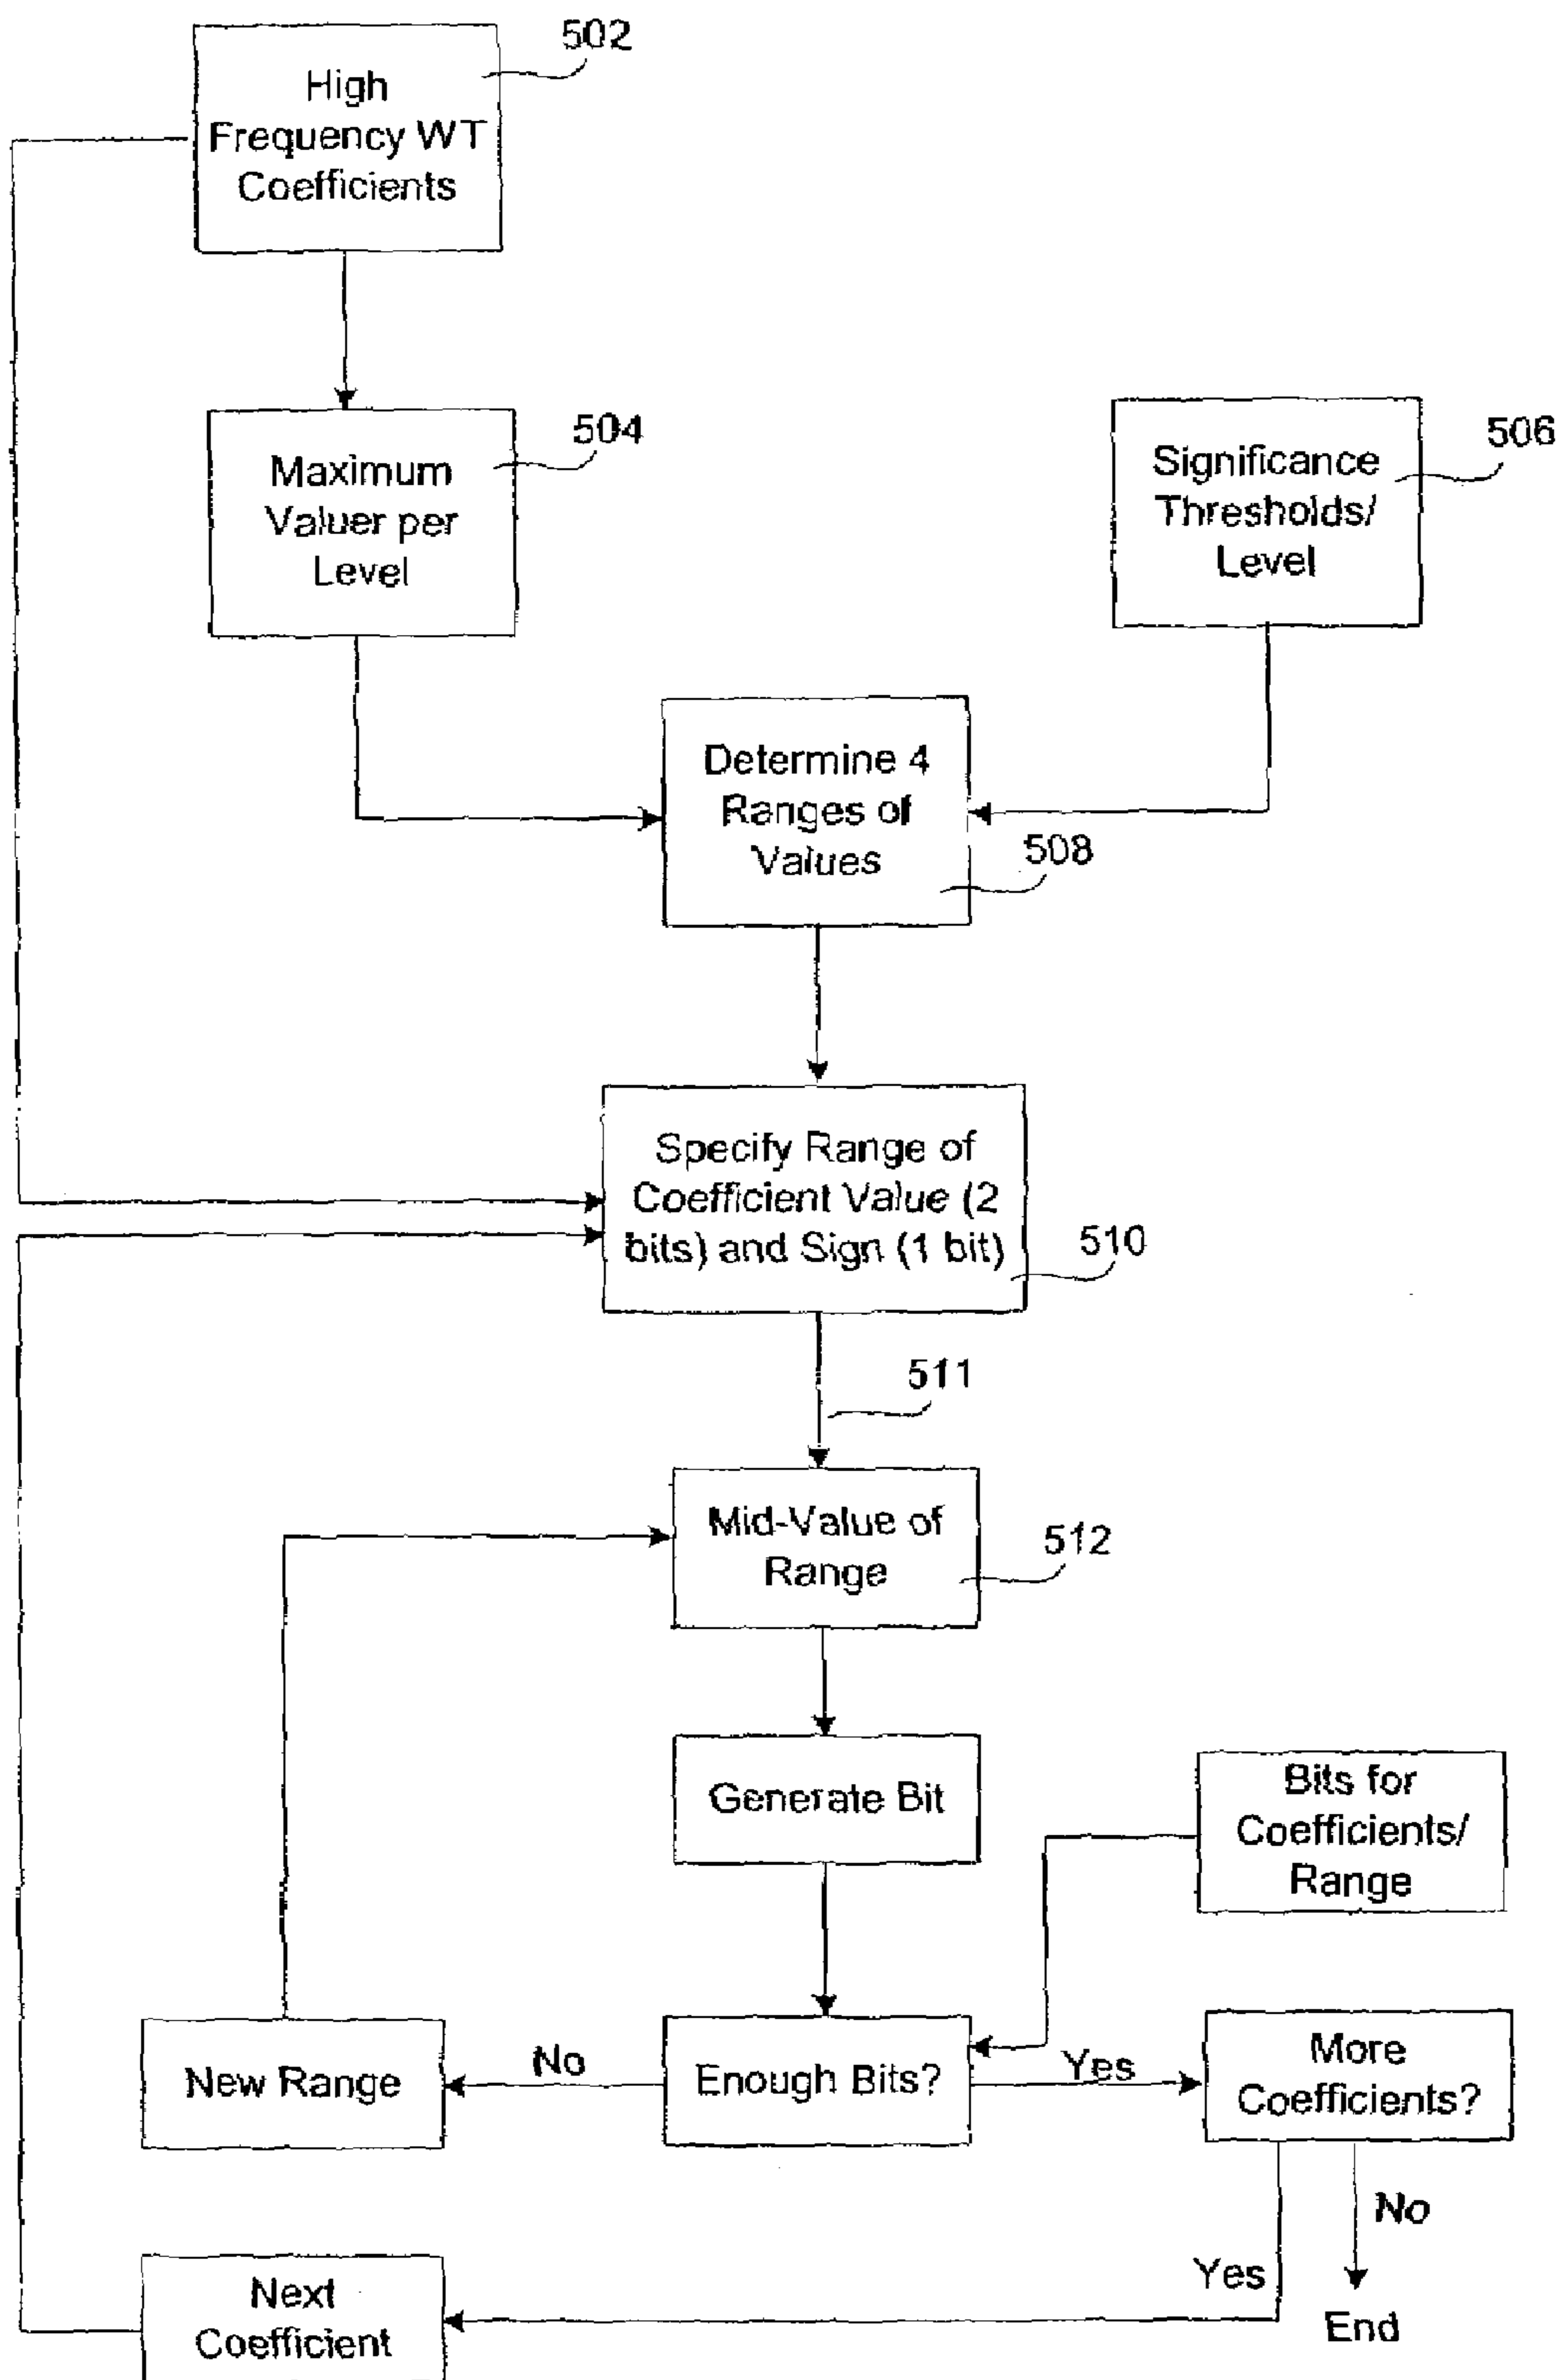 502
High
Frequency WT
Coefficients
504
Maximum
Valuer per
Level
506
Significance
Thresholds/
Level
Determine 4
Ranges of
Values
508
Specify Range of
Coefficient Value (2
bits) and Sign (1 bit)
510
511
Mid-Value of
Range
512
Generate Bit
Bits for
Coefficients/
Range
New Range
No
Enough Bits?
Yes
More
Coefficients?
No
Yes
End
Next
Coefficient